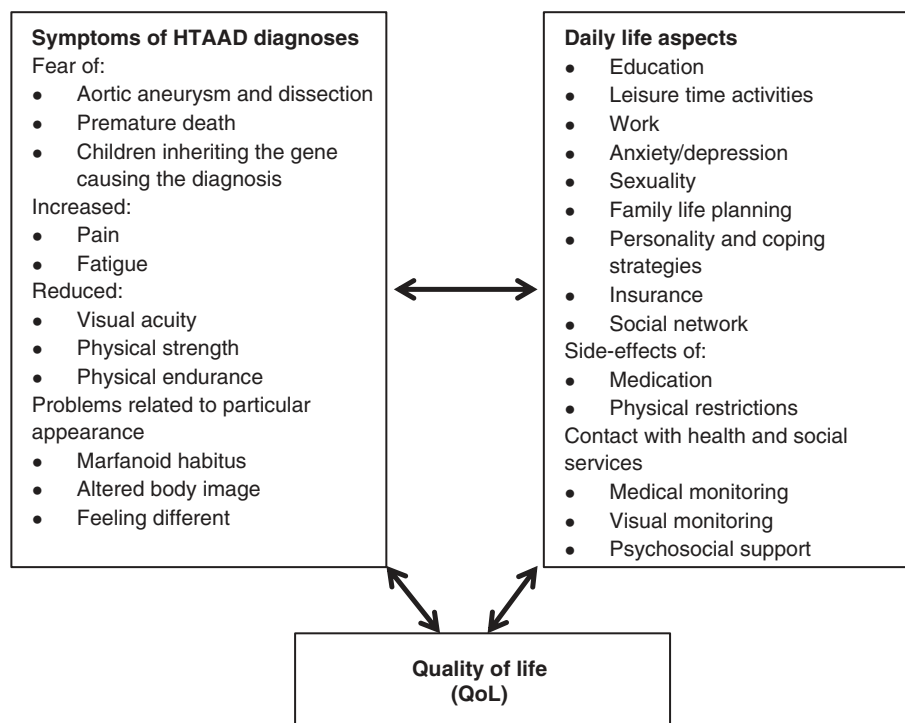 Symptoms of HTAAD diagnoses
Fear of:
● Aortic aneurysm and dissection
● Premature death
● Children inheriting the gene
causing the diagnosis
Increased:
● Pain
● Fatigue
Reduced:
● Visual acuity
● Physical strength
● Physical endurance
Problems related to particular
appearance
● Marfanoid habitus
● Altered body image
● Feeling different
Daily life aspects
● Education
● Leisure time activities
● Work
● Anxiety/depression
● Sexuality
● Family life planning
● Personality and coping
strategies
● Insurance
● Social network
Side-effects of:
● Medication
● Physical restrictions
Contact with health and social
services
● Medical monitoring
● Visual monitoring
● Psychosocial support
Quality of life
(QoL)